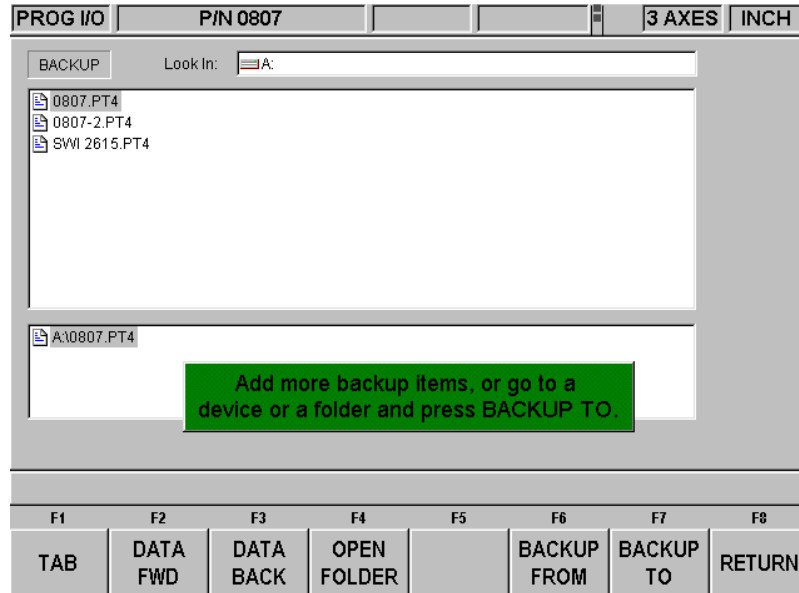 PROG I/O P/N 0807 3 AXES INCH
BACKUP Look In: A:
0807.PT4
0807-2.PT4
SWI 2615.PT4
A:\0807.PT4
Add more backup items, or go to a
device or a folder and press BACKUP TO.
F1 F2 F3 F4 F5 F6 F7 F8
TAB DATA FWD DATA BACK OPEN FOLDER BACKUP FROM BACKUP TO RETURN